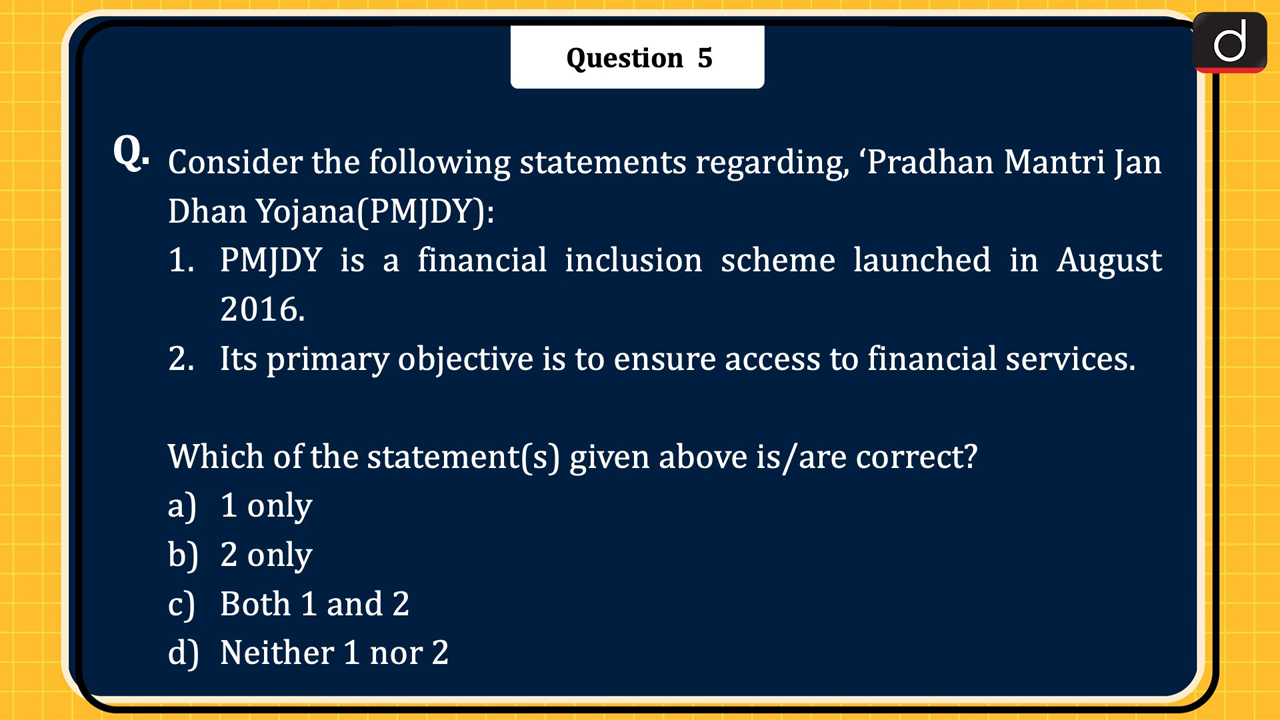 Question 5
d
Q. Consider the following statements regarding, ‘Pradhan Mantri Jan
Dhan Yojana(PMJDY):
1. PMJDY is a financial inclusion scheme launched in August
2016.
2. Its primary objective is to ensure access to financial services.
Which of the statement(s) given above is/are correct?
a) 1 only
b) 2 only
c) Both 1 and 2
d) Neither 1 nor 2